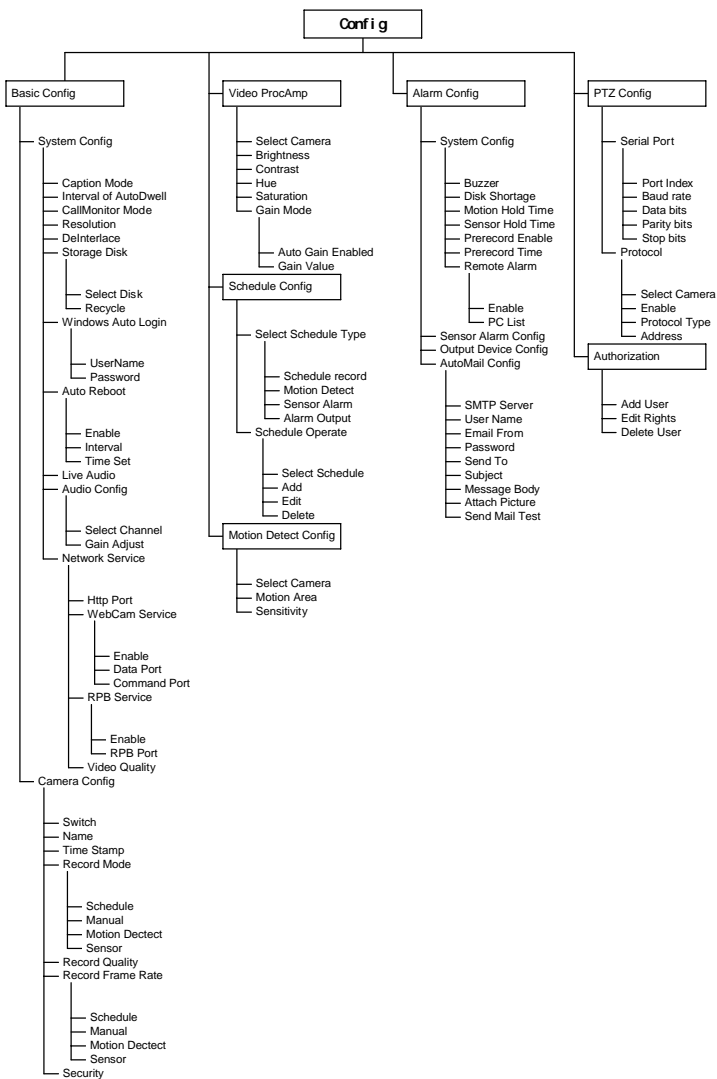 Config
Basic Config
System Config
Caption Mode
Interval of AutoDwell
CallMonitor Mode
Resolution
DeInterlace
Storage Disk
Select Disk
Recycle
Windows Auto Login
UserName
Password
Auto Reboot
Enable
Interval
Time Set
Live Audio
Audio Config
Select Channel
Gain Adjust
Network Service
Http Port
WebCam Service
Enable
Data Port
Command Port
RPB Service
Enable
RPB Port
Video Quality
Camera Config
Switch
Name
Time Stamp
Record Mode
Schedule
Manual
Motion Dectect
Sensor
Record Quality
Record Frame Rate
Schedule
Manual
Motion Dectect
Sensor
Security
Video ProcAmp
Select Camera
Brightness
Contrast
Hue
Saturation
Gain Mode
Auto Gain Enabled
Gain Value
Schedule Config
Select Schedule Type
Schedule record
Motion Detect
Sensor Alarm
Alarm Output
Schedule Operate
Select Schedule
Add
Edit
Delete
Motion Detect Config
Select Camera
Motion Area
Sensitivity
Alarm Config
System Config
Buzzer
Disk Shortage
Motion Hold Time
Sensor Hold Time
Prerecord Enable
Prerecord Time
Remote Alarm
Enable
PC List
Sensor Alarm Config
Output Device Config
AutoMail Config
SMTP Server
User Name
Email From
Password
Send To
Subject
Message Body
Attach Picture
Send Mail Test
PTZ Config
Serial Port
Port Index
Baud rate
Data bits
Parity bits
Stop bits
Protocol
Select Camera
Enable
Protocol Type
Address
Authorization
Add User
Edit Rights
Delete User